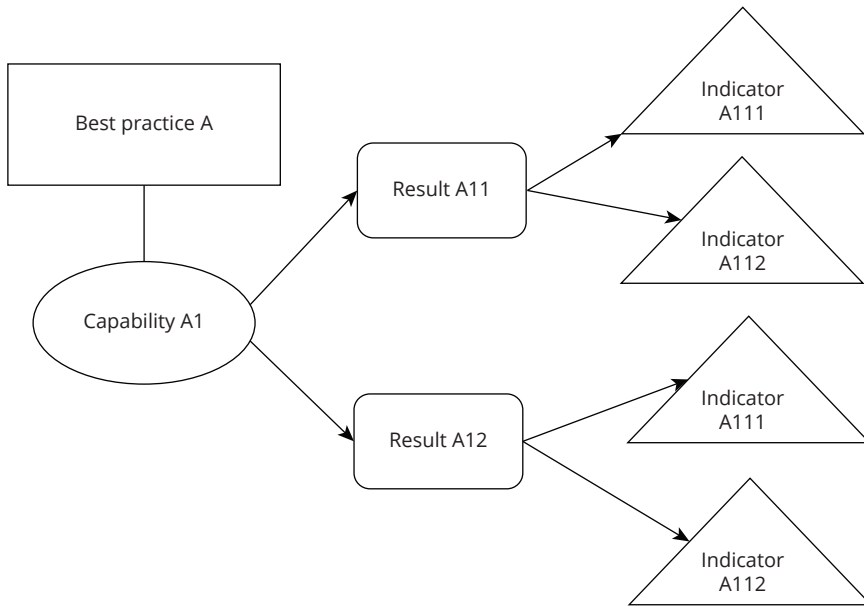 Best practice A
Capability A1
Result A11
Indicator
A111
Indicator
A112
Result A12
Indicator
A111
Indicator
A112